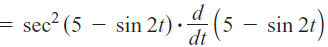 = sec² (5 − sin 2t) · d/dt (5 − sin 2t)